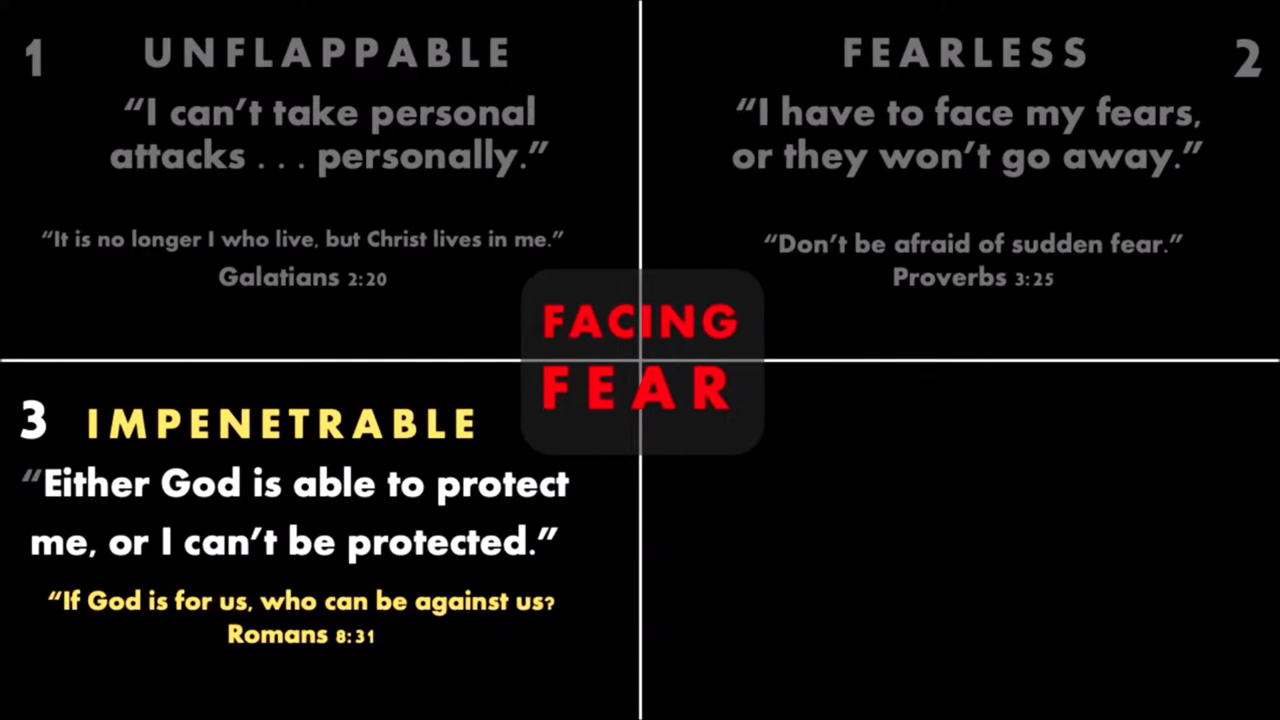 1 UNFLAPPABLE
“I can’t take personal
attacks . . . personally.”
“It is no longer I who live, but Christ lives in me.”
Galatians 2:20
FEARLESS 2
“I have to face my fears,
or they won’t go away.”
“Don’t be afraid of sudden fear.”
Proverbs 3:25
FACING
FEAR
3 IMPENETRABLE
“Either God is able to protect
me, or I can’t be protected.”
“If God is for us, who can be against us?
Romans 8:31